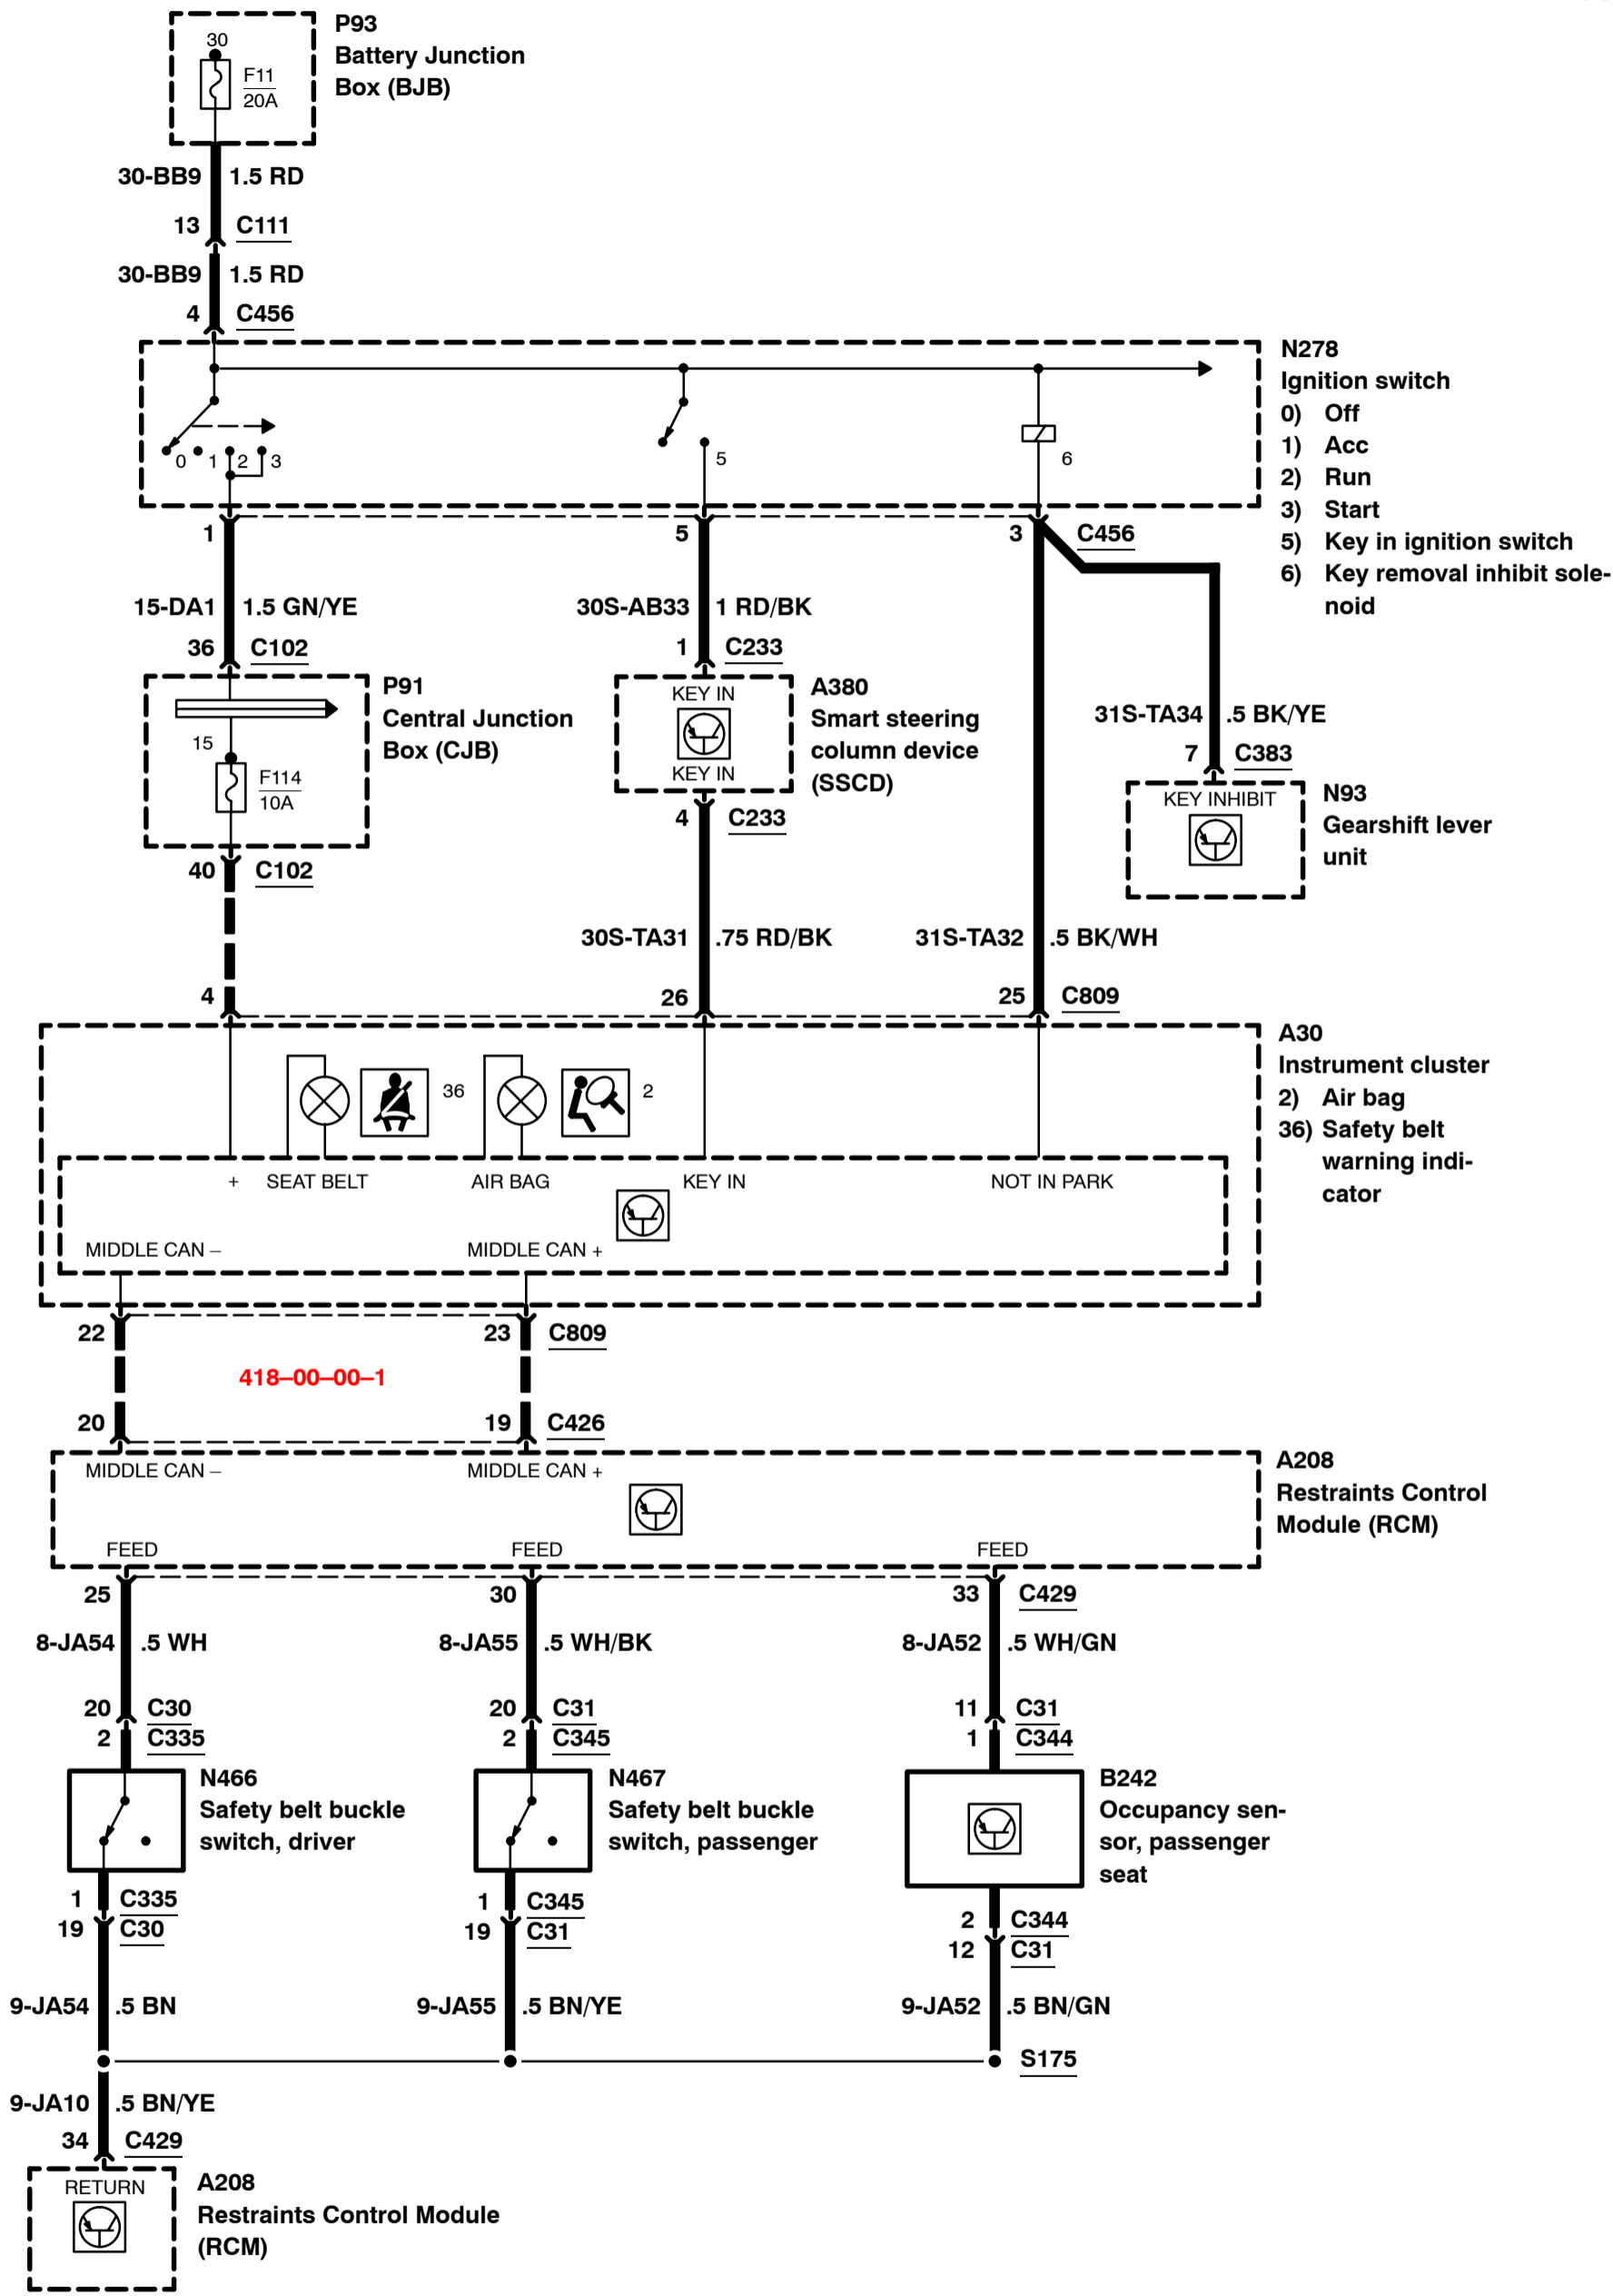 P93
Battery Junction
Box (BJB)
30
F11
20A
30-BB9 1.5 RD
13 C111
30-BB9 1.5 RD
4 C456
N278
Ignition switch
0) Off
1) Acc
2) Run
3) Start
5) Key in ignition switch
6) Key removal inhibit sole-
noid
0 1 2 3
5
6
1 5 3 C456
15-DA1 1.5 GN/YE
30S-AB33 1 RD/BK
36 C102
1 C233
P91
Central Junction
Box (CJB)
15
F114
10A
KEY IN
KEY IN
A380
Smart steering
column device
(SSCD)
31S-TA34 .5 BK/YE
7 C383
KEY INHIBIT
N93
Gearshift lever
unit
40 C102
4 C233
30S-TA31 .75 RD/BK
31S-TA32 .5 BK/WH
4 26 25 C809
A30
Instrument cluster
2) Air bag
36) Safety belt
warning indi-
cator
36
2
+ SEAT BELT AIR BAG KEY IN NOT IN PARK
MIDDLE CAN – MIDDLE CAN +
22 23 C809
418–00–00–1
20 19 C426
MIDDLE CAN – MIDDLE CAN +
A208
Restraints Control
Module (RCM)
FEED FEED FEED
25 30 33 C429
8-JA54 .5 WH
8-JA55 .5 WH/BK
8-JA52 .5 WH/GN
20 C30
20 C31
11 C31
2 C335
2 C345
1 C344
N466
Safety belt buckle
switch, driver
N467
Safety belt buckle
switch, passenger
B242
Occupancy sen-
sor, passenger
seat
1 C335
19 C30
1 C345
19 C31
2 C344
12 C31
9-JA54 .5 BN
9-JA55 .5 BN/YE
9-JA52 .5 BN/GN
S175
9-JA10 .5 BN/YE
34 C429
RETURN
A208
Restraints Control Module
(RCM)